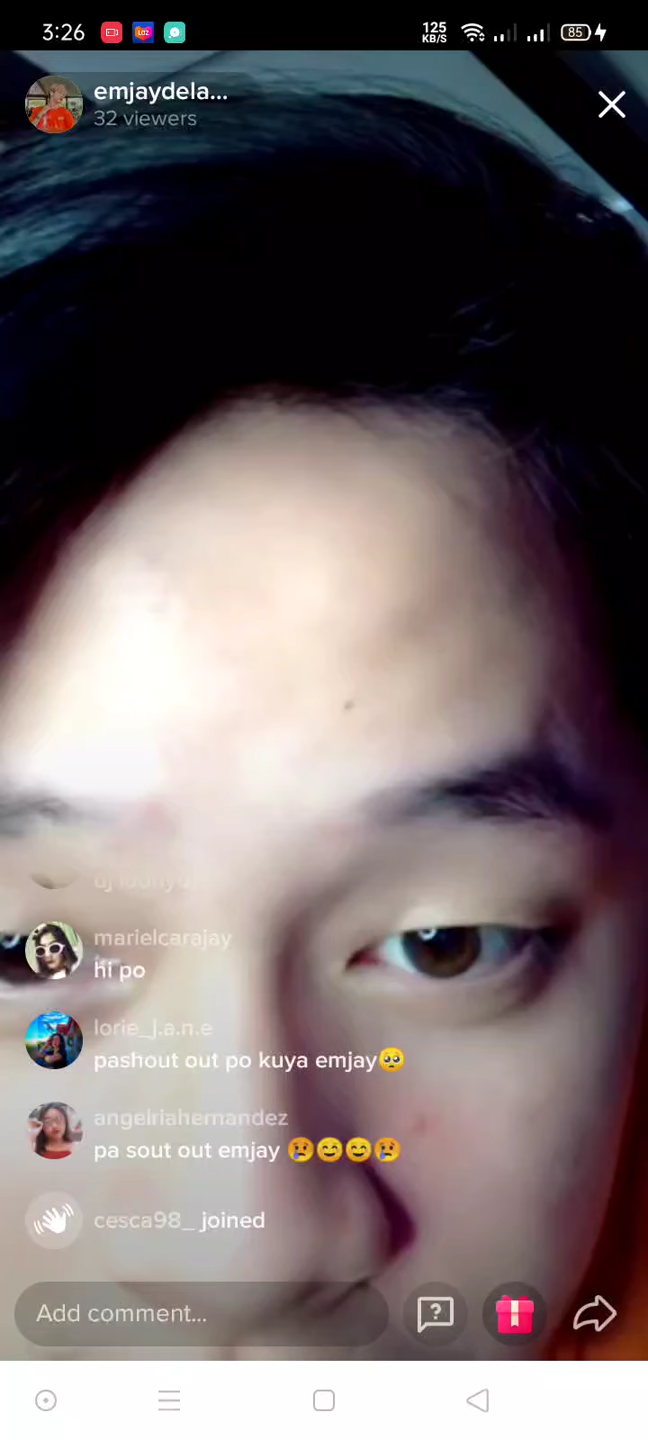 3:26
125
KB/S
85
emjaydela...
32 viewers
marielcarajay
hi po
lorie_j.a.n.e
pashout out po kuya emjay🥺
angelriahernandez
pa sout out emjay 😢😊😊😢
cesca98_ joined
Add comment...